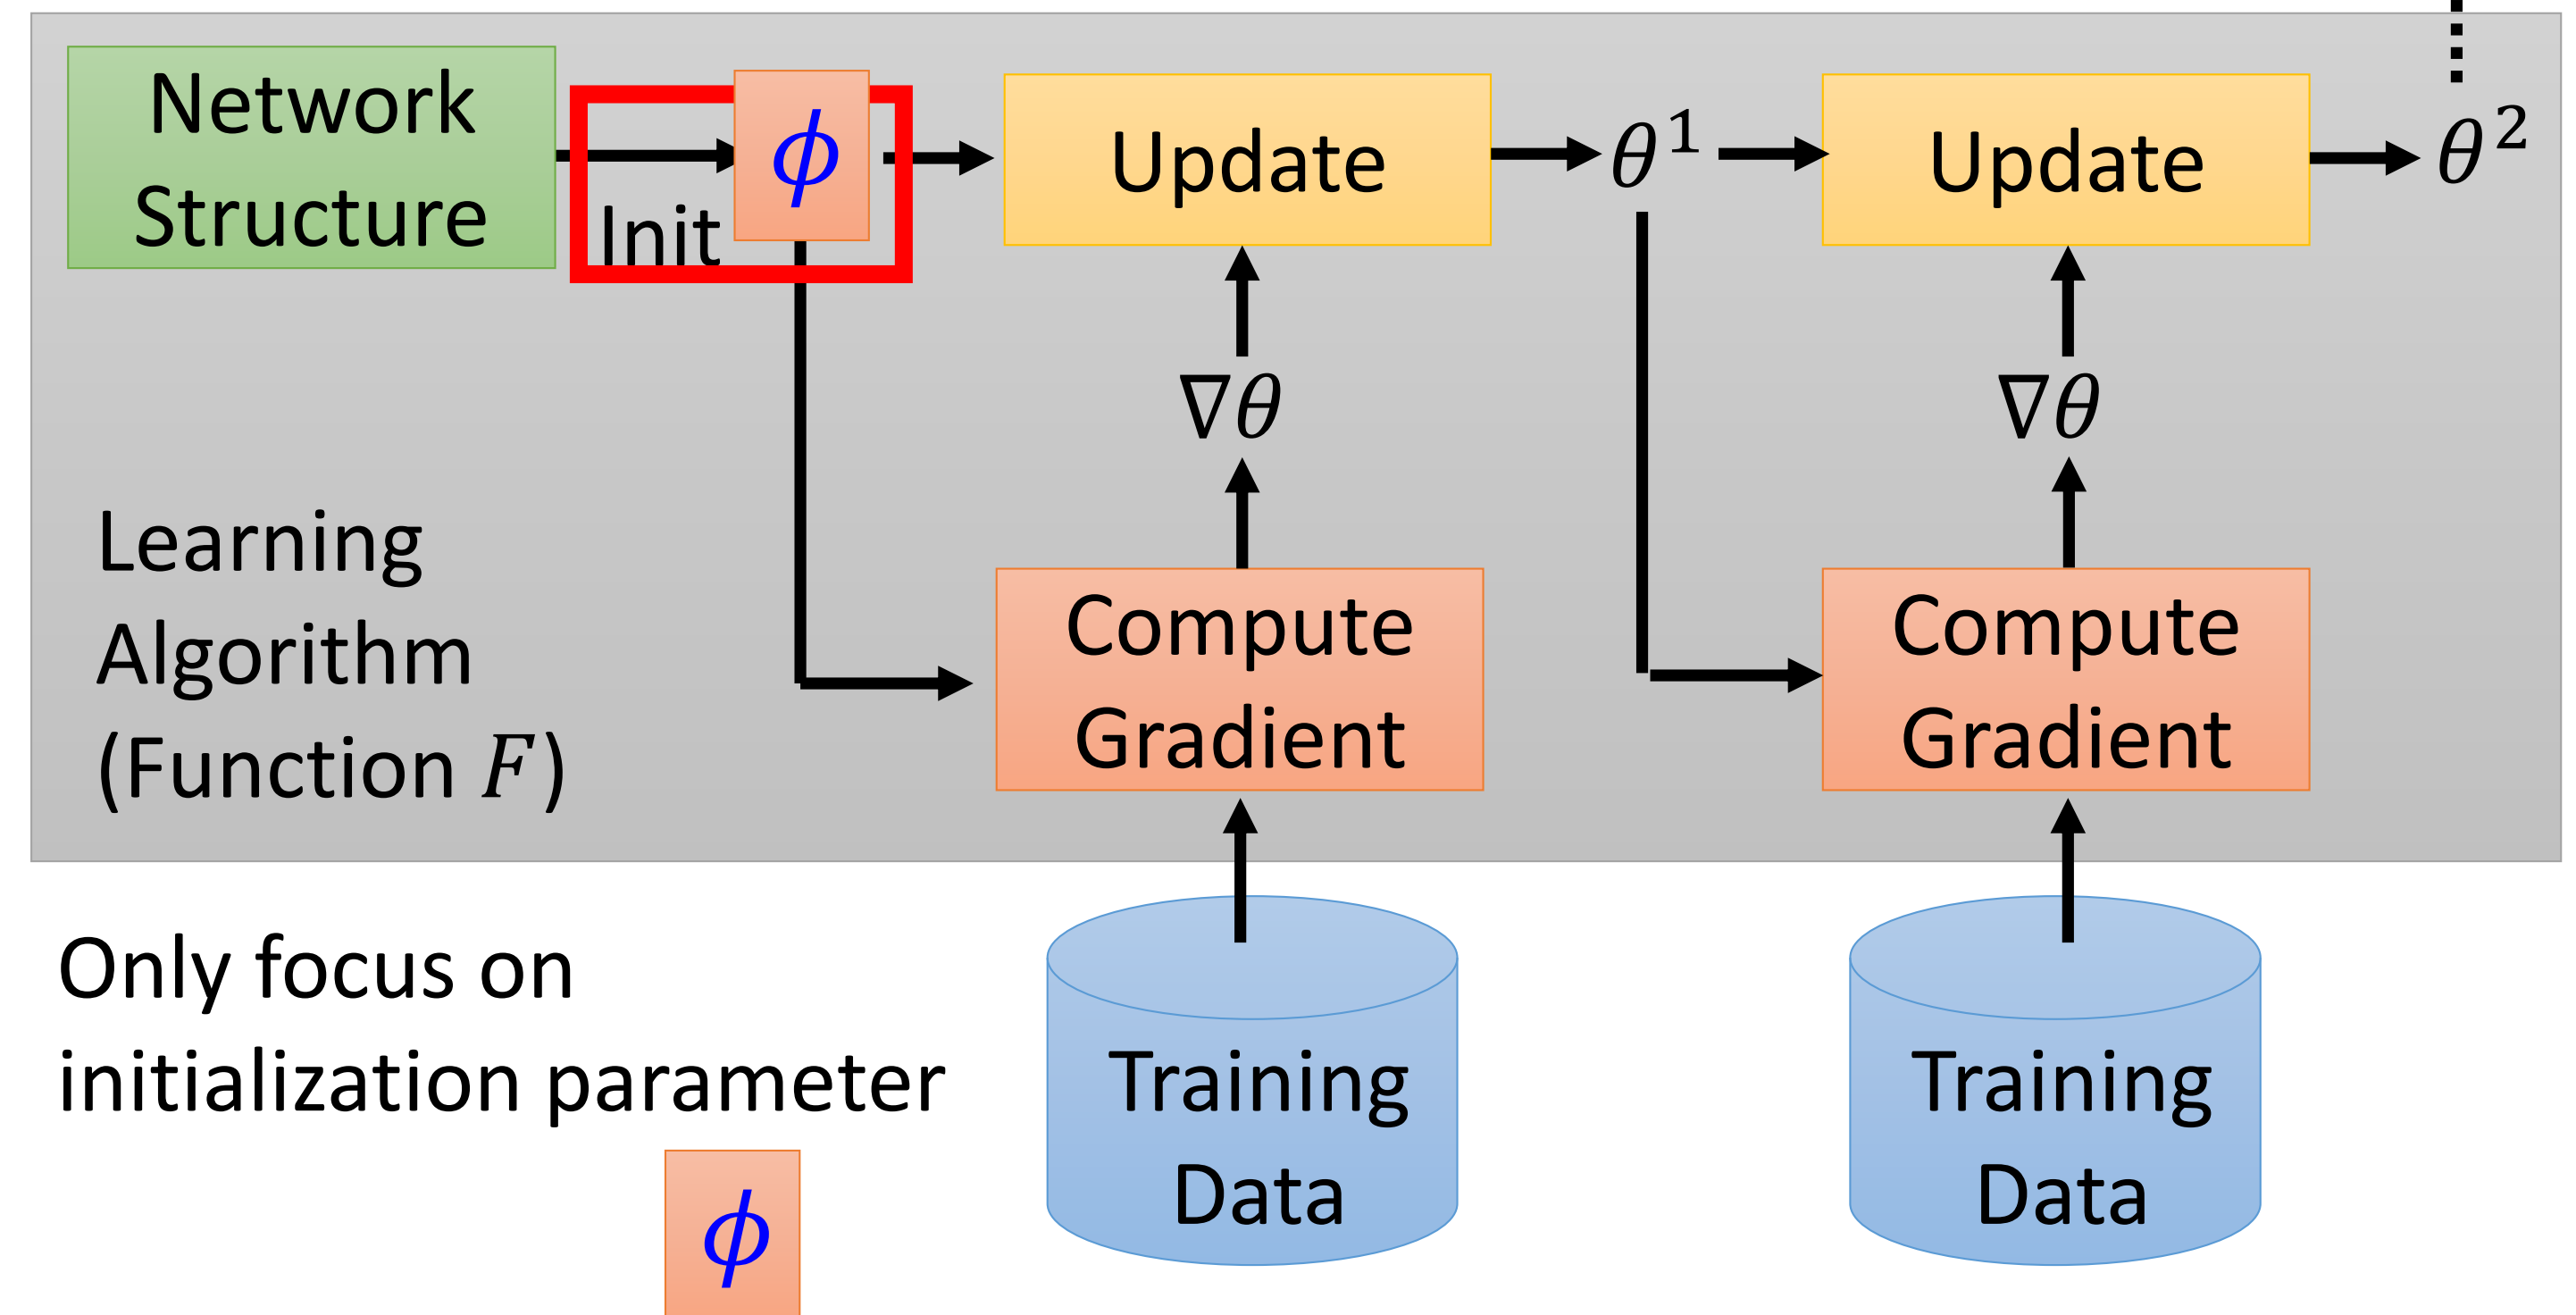 Network
Structure
Init
ϕ
Update
θ¹
Update
θ²
∇θ
∇θ
Learning
Algorithm
(Function F)
Compute
Gradient
Compute
Gradient
Only focus on
initialization parameter
ϕ
Training
Data
Training
Data